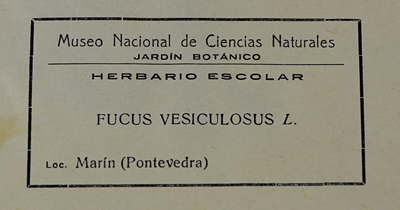 Museo Nacional de Ciencias Naturales
JARDÍN BOTÁNICO
HERBARIO ESCOLAR
FUCUS VESICULOSUS L.
Loc. Marín (Pontevedra)